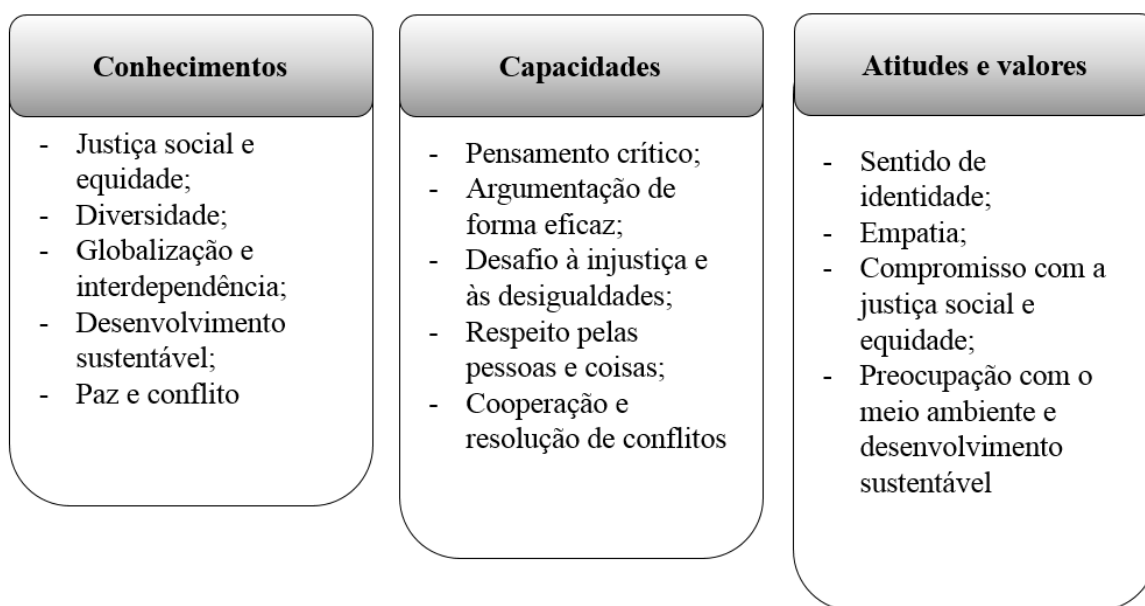 Conhecimentos
- Justiça social e
equidade;
- Diversidade;
- Globalização e
interdependência;
- Desenvolvimento
sustentável;
- Paz e conflito
Capacidades
- Pensamento crítico;
- Argumentação de
forma eficaz;
- Desafio à injustiça e
às desigualdades;
- Respeito pelas
pessoas e coisas;
- Cooperação e
resolução de conflitos
Atitudes e valores
- Sentido de
identidade;
- Empatia;
- Compromisso com a
justiça social e
equidade;
- Preocupação com o
meio ambiente e
desenvolvimento
sustentável